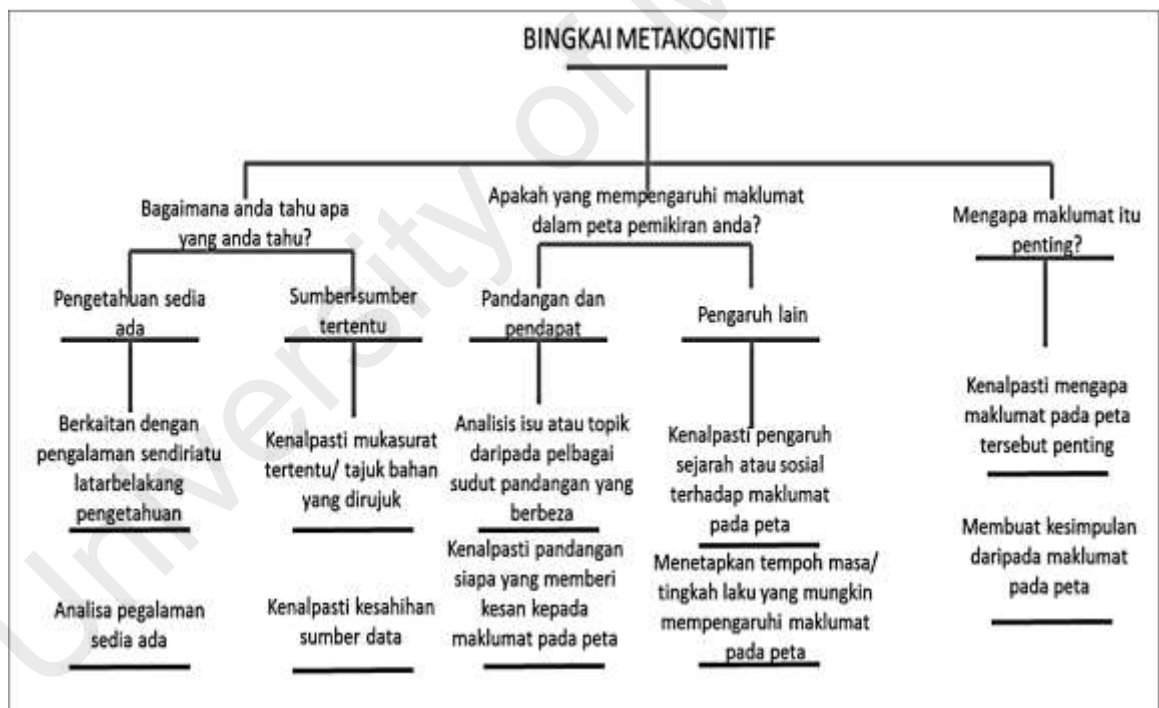 BINGKAI METAKOGNITIF
Bagaimana anda tahu apa
yang anda tahu?
Apakah yang mempengaruhi maklumat
dalam peta pemikiran anda?
Mengapa maklumat itu
penting?
Pengetahuan sedia
ada
Sumber-sumber
tertentu
Pandangan dan
pendapat
Pengaruh lain
Berkaitan dengan
pengalaman sendiriatu
latarbelakang
pengetahuan
Kenalpasti mukasurat
tertentu/ tajuk bahan
yang dirujuk
Analisis isu atau topik
daripada pelbagai
sudut pandangan yang
berbeza
Kenalpasti pengaruh
sejarah atau sosial
terhadap maklumat
pada peta
Kenalpasti mengapa
maklumat pada peta
tersebut penting
Analisa pegalaman
sedia ada
Kenalpasti kesahihan
sumber data
Kenalpasti pandangan
siapa yang memberi
kesan kepada
maklumat pada peta
Menetapkan tempoh masa/
tingkah laku yang mungkin
mempengaruhi maklumat
pada peta
Membuat kesimpulan
daripada maklumat
pada peta
University of M